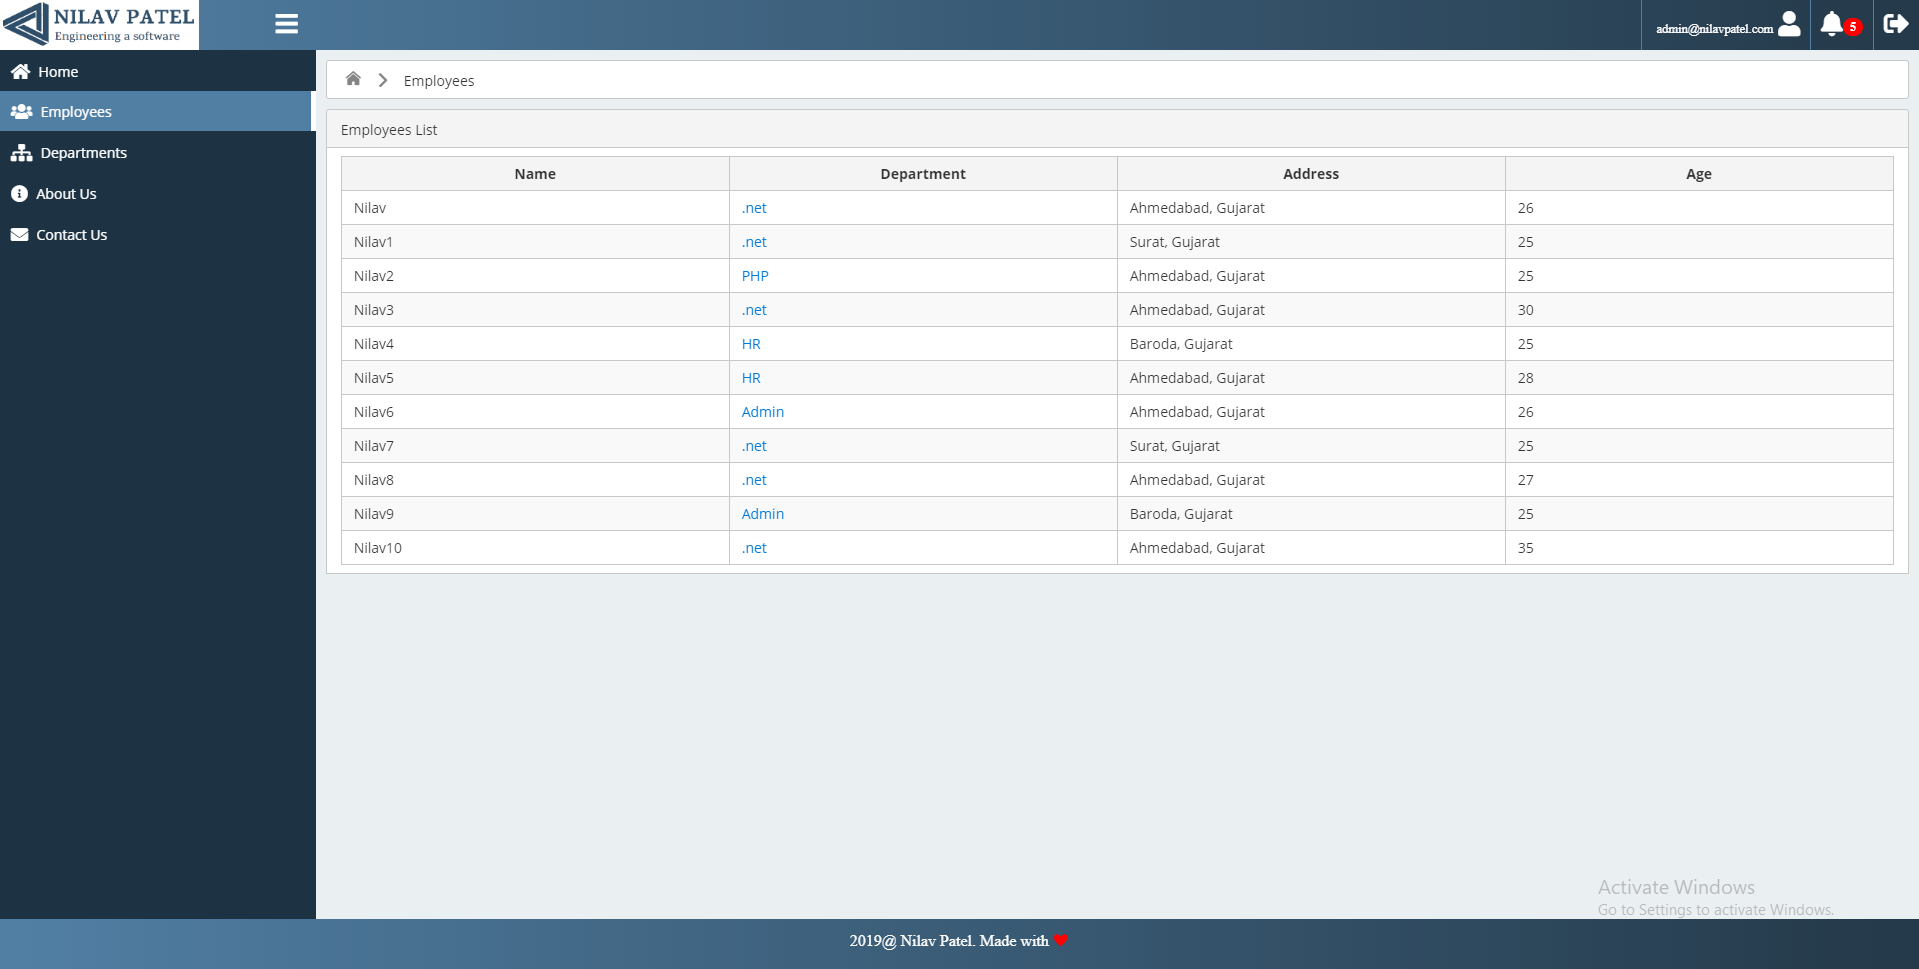 NILAV PATEL
Engineering a software
admin@nilavpatel.com 5
Home
Employees
Departments
About Us
Contact Us
Employees
Employees List
Name Department Address Age
Nilav .net Ahmedabad, Gujarat 26
Nilav1 .net Surat, Gujarat 25
Nilav2 PHP Ahmedabad, Gujarat 25
Nilav3 .net Ahmedabad, Gujarat 30
Nilav4 HR Baroda, Gujarat 25
Nilav5 HR Ahmedabad, Gujarat 28
Nilav6 Admin Ahmedabad, Gujarat 26
Nilav7 .net Surat, Gujarat 25
Nilav8 .net Ahmedabad, Gujarat 27
Nilav9 Admin Baroda, Gujarat 25
Nilav10 .net Ahmedabad, Gujarat 35
Activate Windows
Go to Settings to activate Windows.
2019@ Nilav Patel. Made with